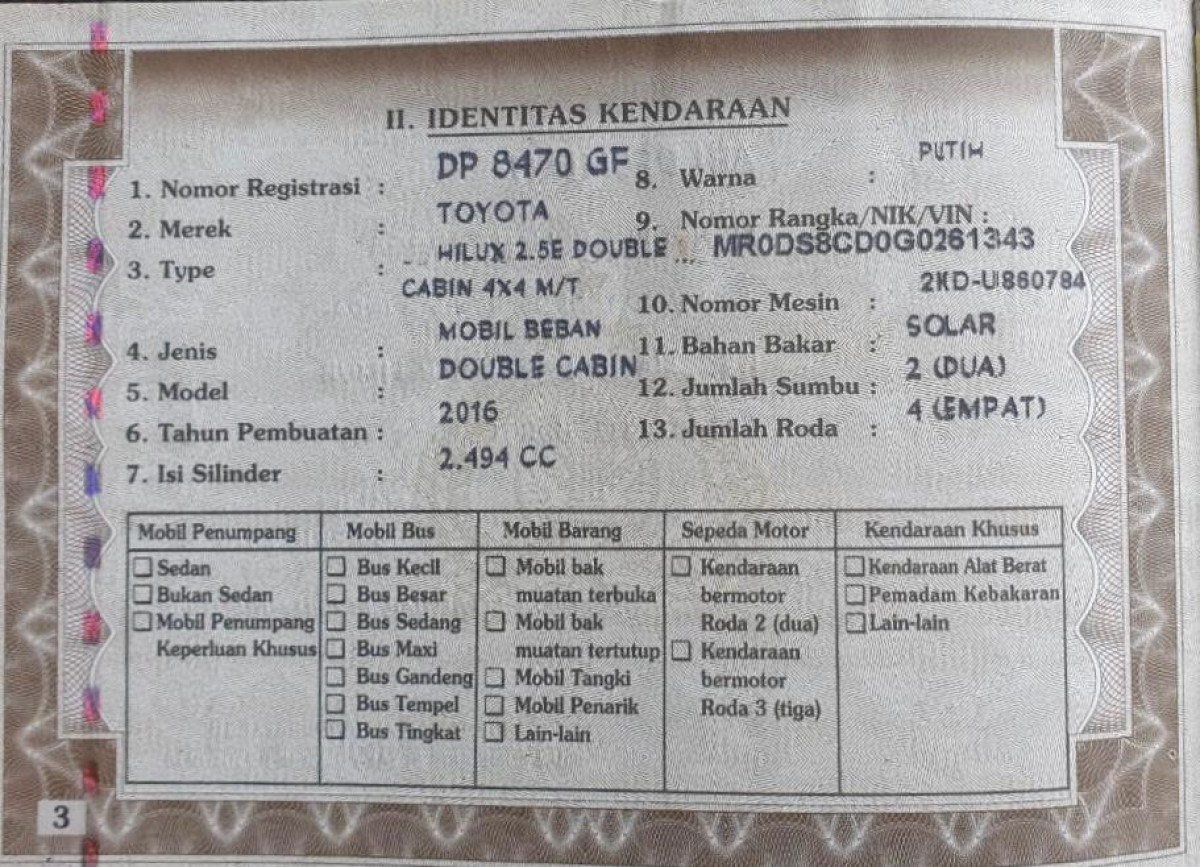 II. IDENTITAS KENDARAAN
1. Nomor Registrasi : DP 8470 GF
2. Merek : TOYOTA
3. Type : HILUX 2.5E DOUBLE
CABIN 4X4 M/T
4. Jenis : MOBIL BEBAN
5. Model : DOUBLE CABIN
6. Tahun Pembuatan : 2016
7. Isi Silinder : 2.494 CC
8. Warna : PUTIH
9. Nomor Rangka/NIK/VIN :
MR0DS8CD0G0261343
10. Nomor Mesin : 2KD-U860784
11. Bahan Bakar : SOLAR
12. Jumlah Sumbu : 2 (DUA)
13. Jumlah Roda : 4 (EMPAT)
Mobil Penumpang
Sedan
Bukan Sedan
Mobil Penumpang
Keperluan Khusus
Mobil Bus
Bus Kecil
Bus Besar
Bus Sedang
Bus Maxi
Bus Gandeng
Bus Tempel
Bus Tingkat
Mobil Barang
Mobil bak
muatan terbuka
Mobil bak
muatan tertutup
Mobil Tangki
Mobil Penarik
Lain-lain
Sepeda Motor
Kendaraan
bermotor
Roda 2 (dua)
Kendaraan
bermotor
Roda 3 (tiga)
Kendaraan Khusus
Kendaraan Alat Berat
Pemadam Kebakaran
Lain-lain
3